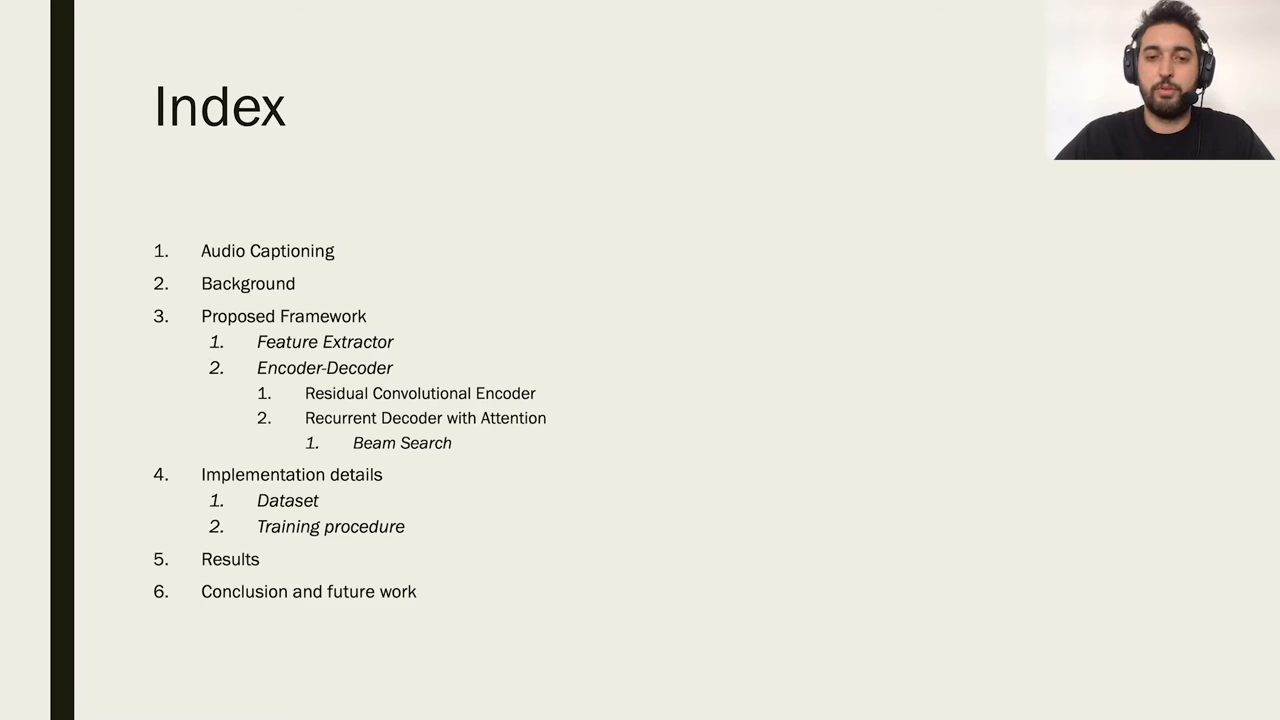 Index
1. Audio Captioning
2. Background
3. Proposed Framework
1. Feature Extractor
2. Encoder-Decoder
1. Residual Convolutional Encoder
2. Recurrent Decoder with Attention
1. Beam Search
4. Implementation details
1. Dataset
2. Training procedure
5. Results
6. Conclusion and future work